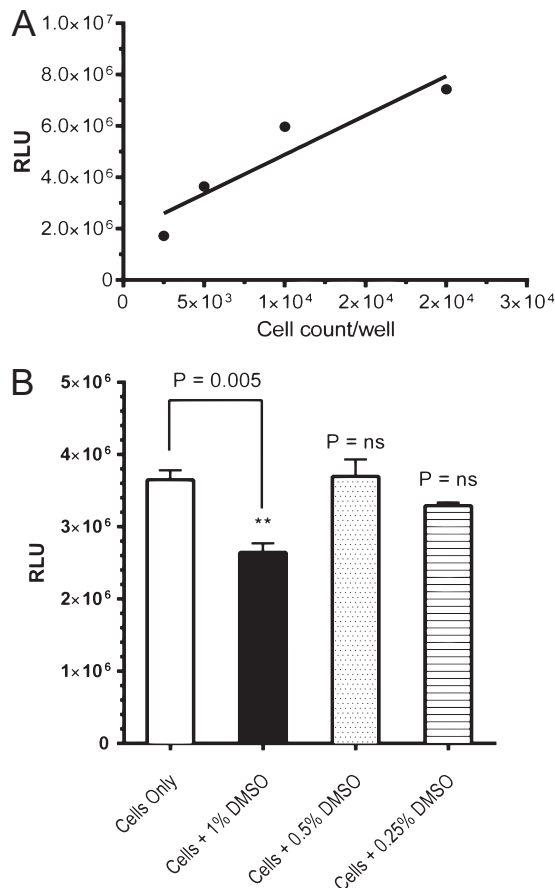 A
1.0×10⁷
8.0×10⁶
6.0×10⁶
4.0×10⁶
2.0×10⁶
0
RLU
0 5×10³ 1×10⁴ 2×10⁴ 2×10⁴ 3×10⁴
Cell count/well
B
P = 0.005
5×10⁶
4×10⁶
3×10⁶
2×10⁶
1×10⁶
0
RLU
**
P = ns
P = ns
Cells Only
Cells + 1% DMSO
Cells + 0.5% DMSO
Cells + 0.25% DMSO